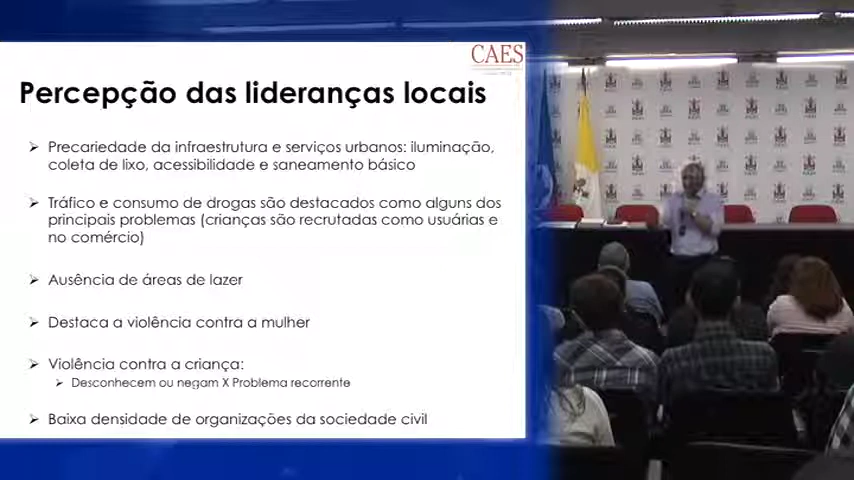 CAES
Percepção das lideranças locais
➢ Precariedade da infraestrutura e serviços urbanos: iluminação,
coleta de lixo, acessibilidade e saneamento básico
➢ Tráfico e consumo de drogas são destacados como alguns dos
principais problemas (crianças são recrutadas como usuárias e
no comércio)
➢ Ausência de áreas de lazer
➢ Destaca a violência contra a mulher
➢ Violência contra a criança:
➢ Desconhecem ou negam X Problema recorrente
➢ Baixa densidade de organizações da sociedade civil